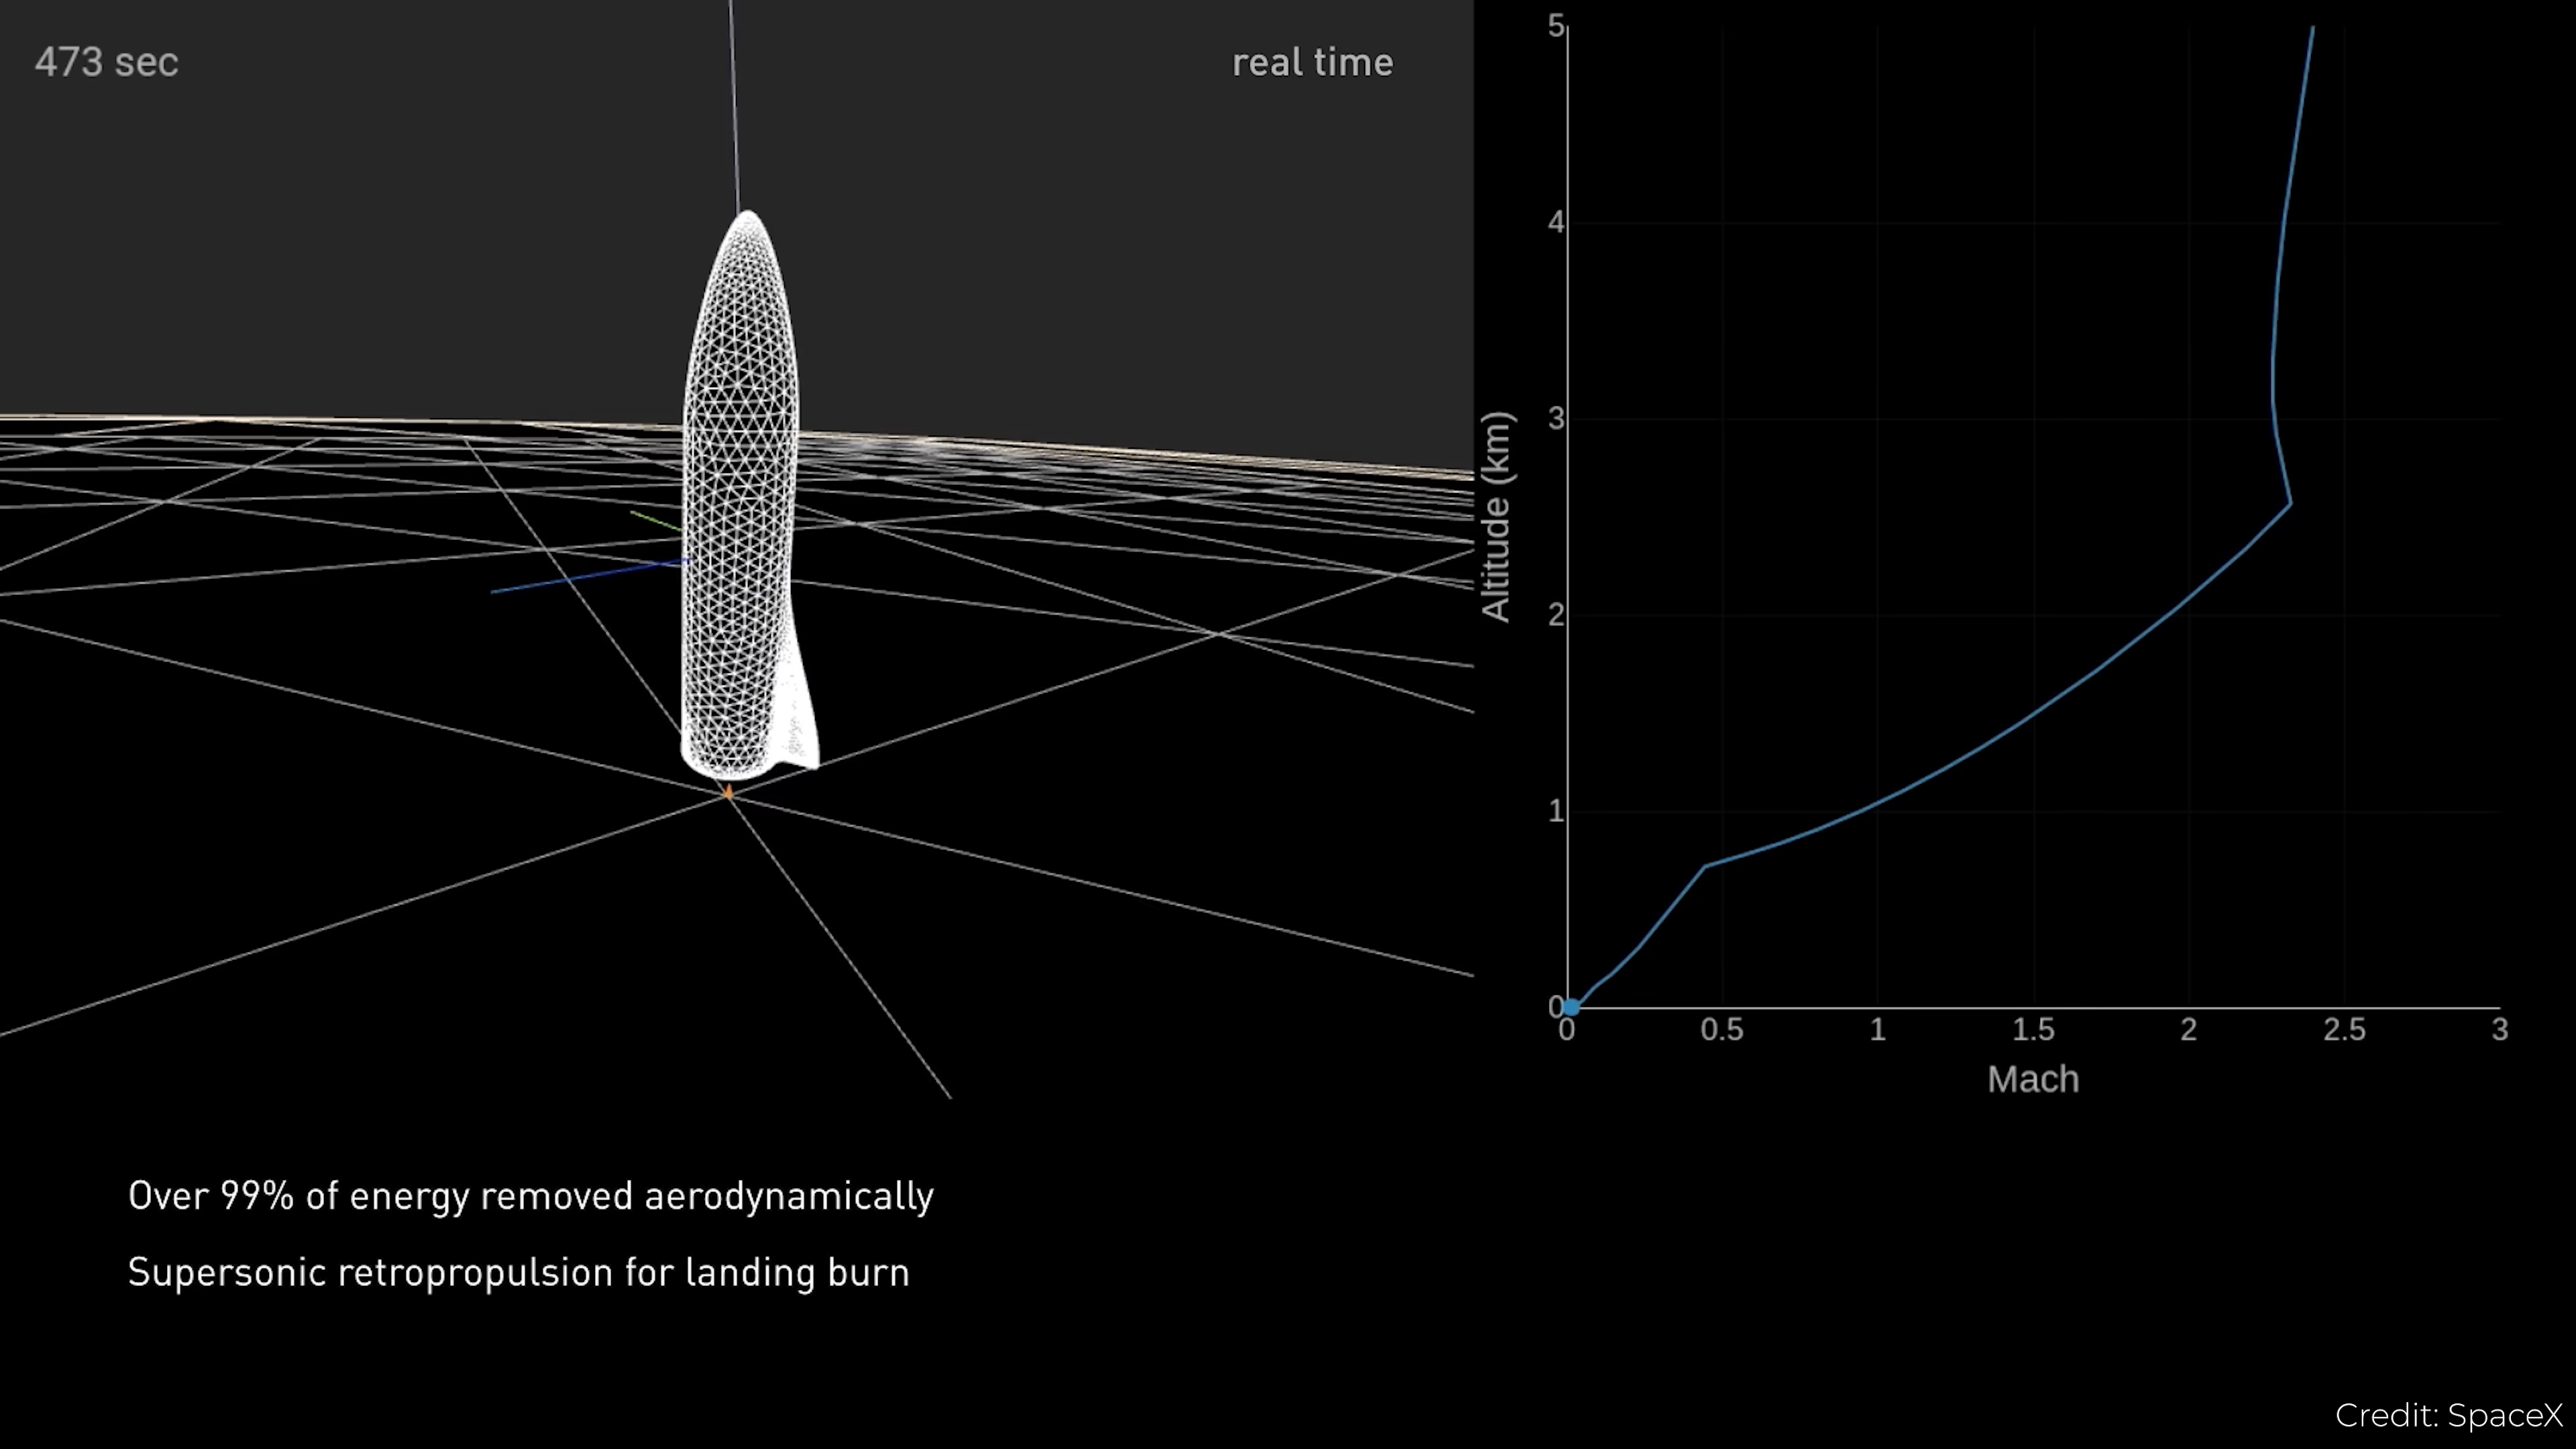 473 sec
real time
Altitude (km)
5
4
3
2
1
0
0 0.5 1 1.5 2 2.5 3
Mach
Over 99% of energy removed aerodynamically
Supersonic retropropulsion for landing burn
Credit: SpaceX